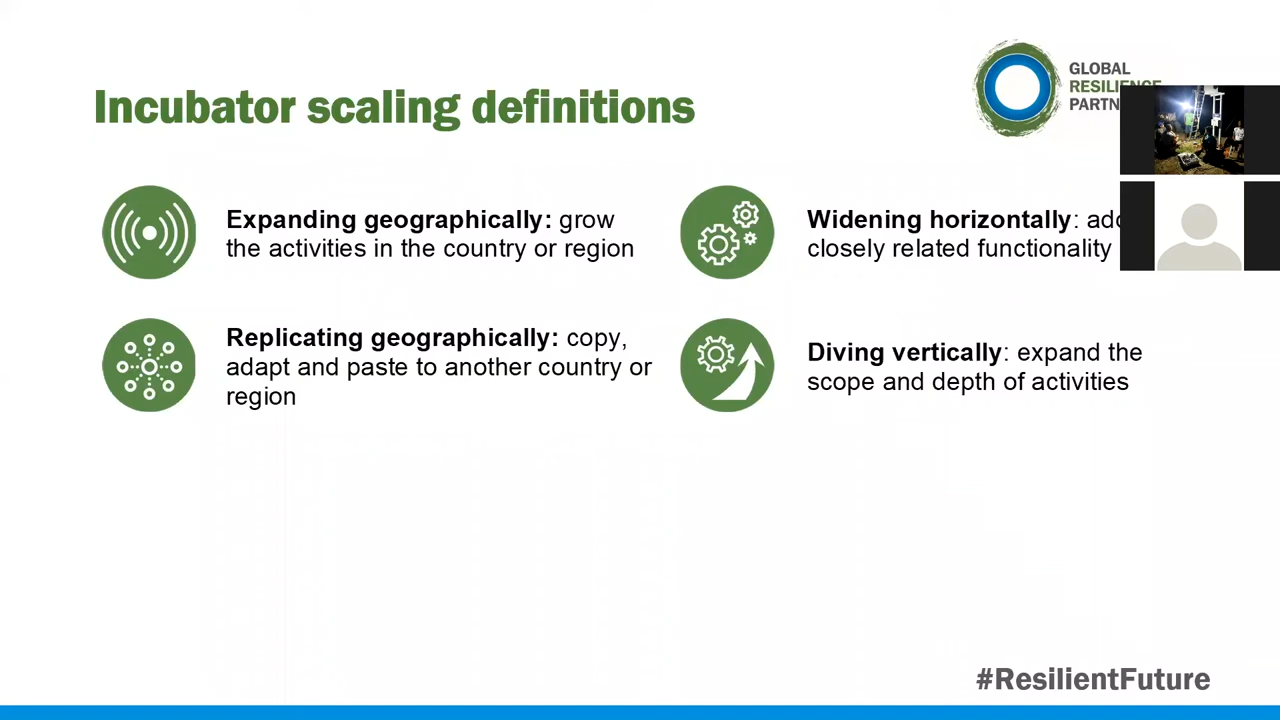 Incubator scaling definitions
GLOBAL
RESILIENCE
Expanding geographically: grow
the activities in the country or region
Widening horizontally:
closely related functionality
Replicating geographically: copy,
adapt and paste to another country or
region
Diving vertically: expand the
scope and depth of activities
#ResilientFuture